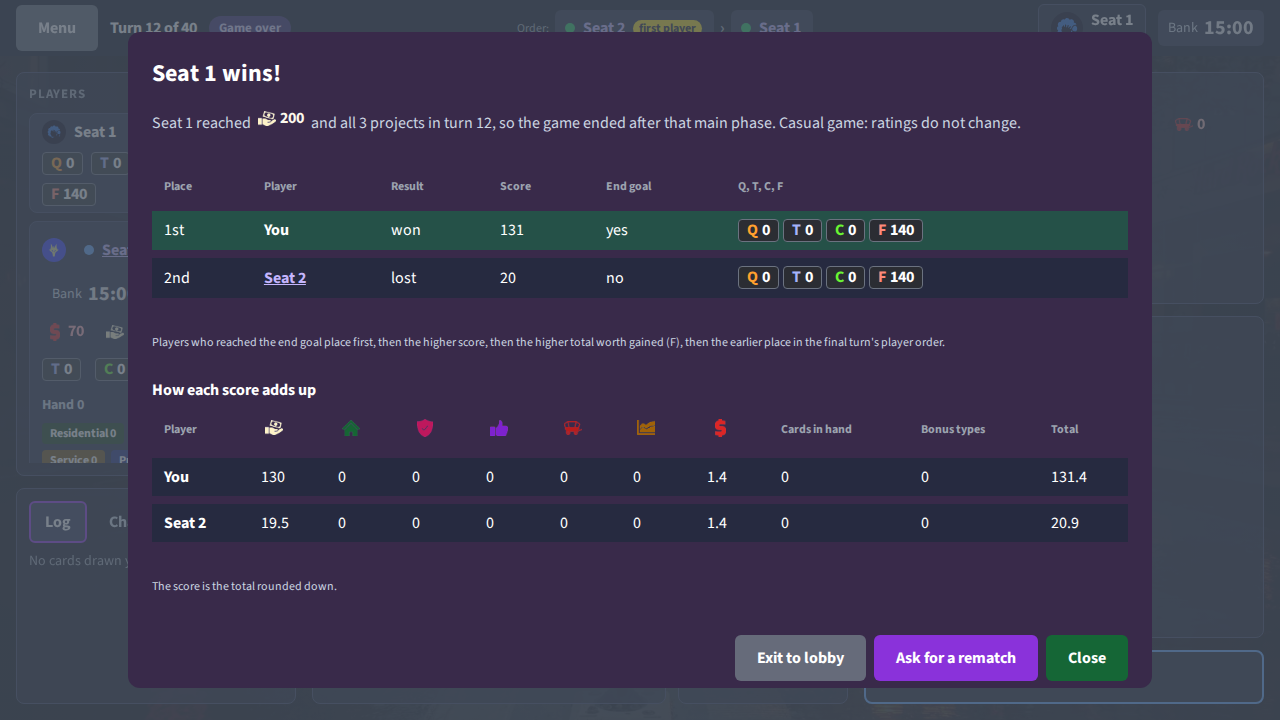 Menu
Turn 12 of 40
Game over
Order:
Seat 2
first player
›
Seat 1
Seat 1
Bank 15:00
PLAYERS
Seat 1
Q 0
T 0
F 140
Bank 15:0
$ 70
T 0
C 0
Hand 0
Residential 0
Service 0
Log
No cards drawn
0
Seat 1 wins!
Seat 1 reached 200 and all 3 projects in turn 12, so the game ended after that main phase. Casual game: ratings do not change.
Place Player Result Score End goal Q, T, C, F
1st You won 131 yes Q 0 T 0 C 0 F 140
2nd Seat 2 lost 20 no Q 0 T 0 C 0 F 140
Players who reached the end goal place first, then the higher score, then the higher total worth gained (F), then the earlier place in the final turn's player order.
How each score adds up
Player $ Cards in hand Bonus types Total
You 130 0 0 0 0 0 1.4 0 0 131.4
Seat 2 19.5 0 0 0 0 0 1.4 0 0 20.9
The score is the total rounded down.
Exit to lobby
Ask for a rematch
Close